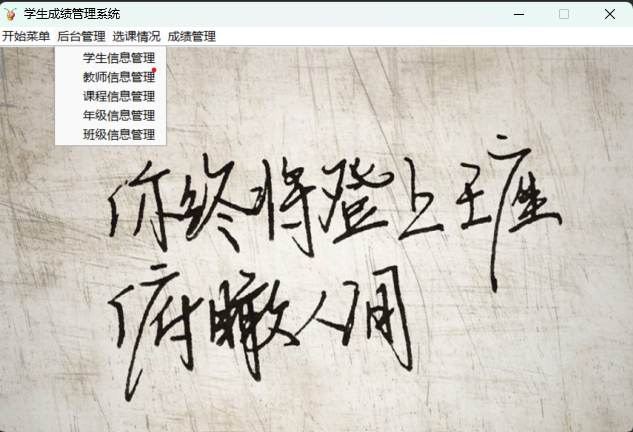 学生成绩管理系统
开始菜单 后台管理 选课情况 成绩管理
学生信息管理
教师信息管理
课程信息管理
年级信息管理
班级信息管理
你终将登上王座
俯瞰人间